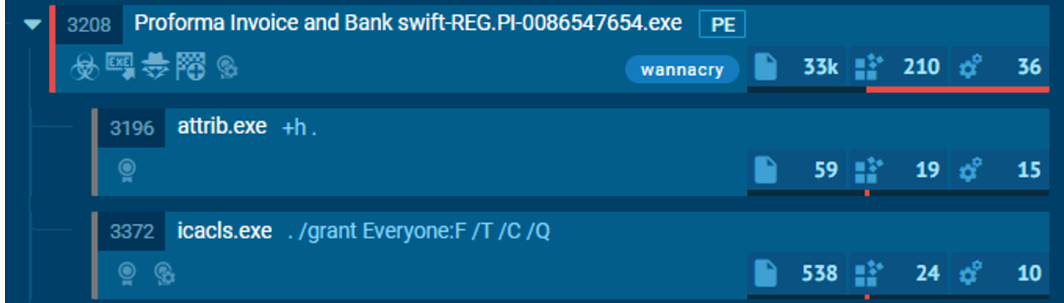 3208 Proforma Invoice and Bank swift-REG.PI-0086547654.exe PE
EXE wannacry 33k 210 36
3196 attrib.exe +h .
59 19 15
3372 icacls.exe . /grant Everyone:F /T /C /Q
538 24 10